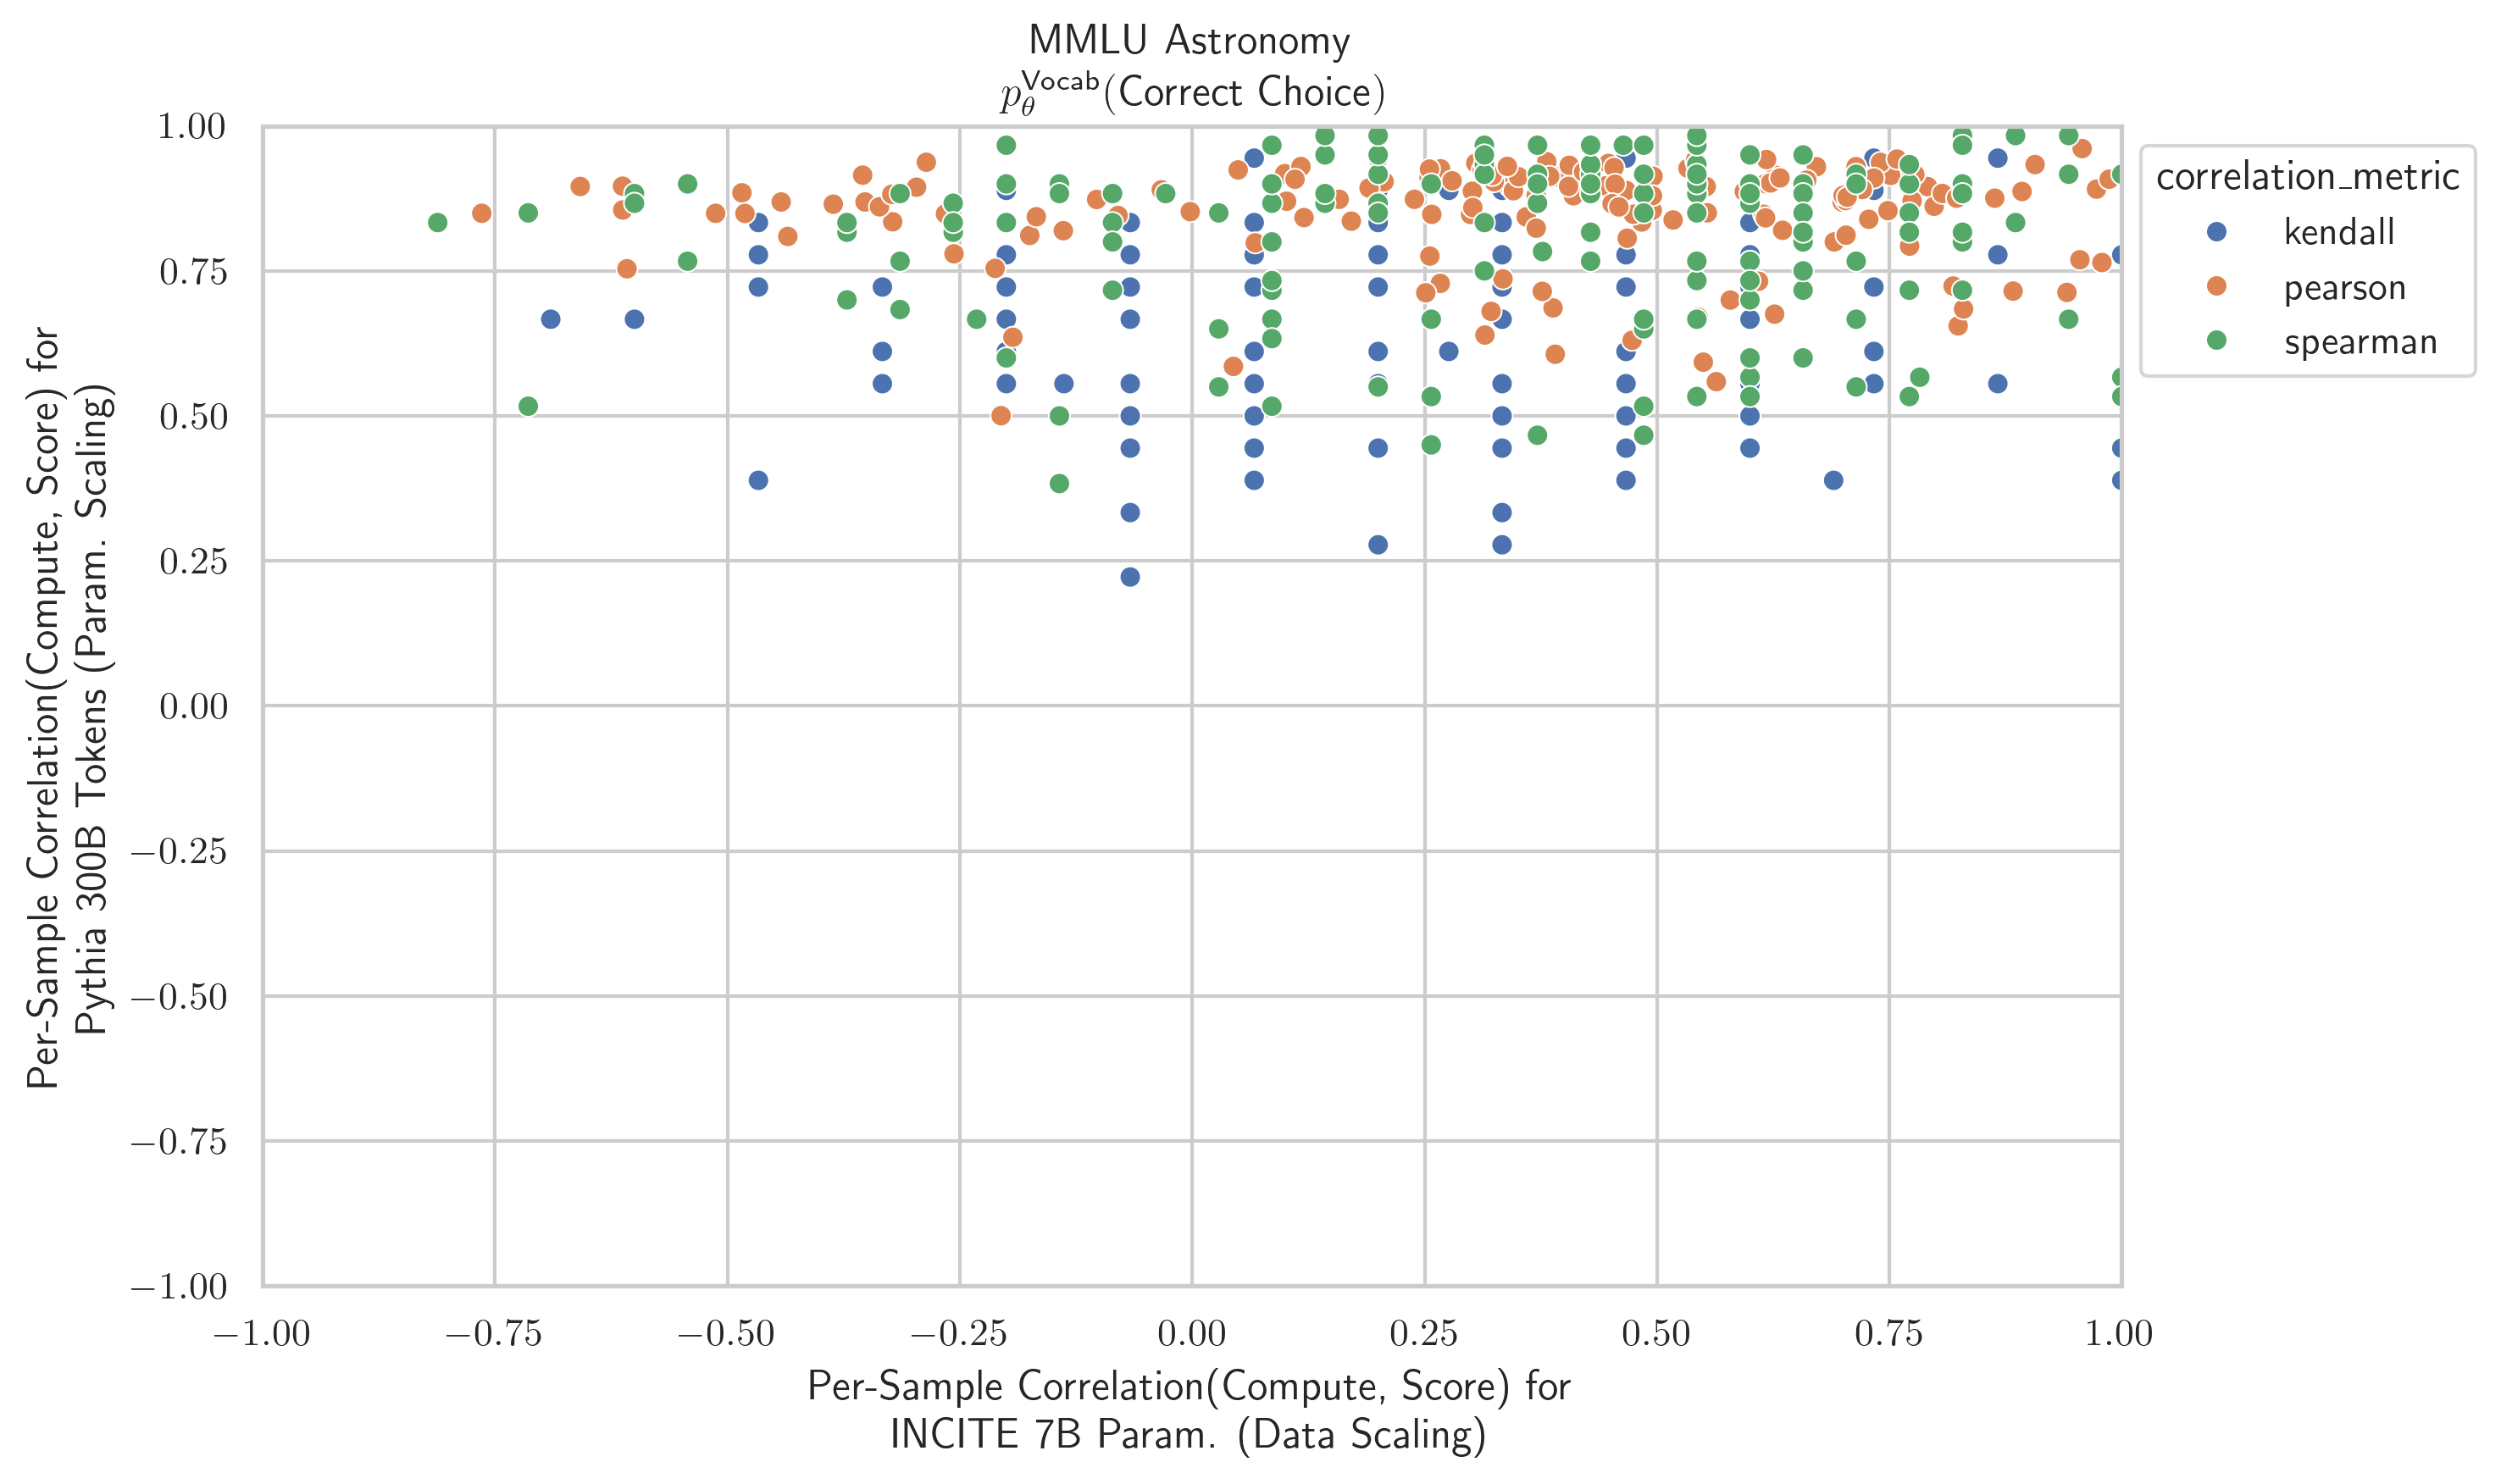 MMLU Astronomy
p_θ^Vocab(Correct Choice)
1.00
0.75
0.50
0.25
0.00
−0.25
−0.50
−0.75
−1.00
Per-Sample Correlation(Compute, Score) for
Pythia 300B Tokens (Param. Scaling)
−1.00 −0.75 −0.50 −0.25 0.00 0.25 0.50 0.75 1.00
Per-Sample Correlation(Compute, Score) for
INCITE 7B Param. (Data Scaling)
correlation_metric
kendall
pearson
spearman